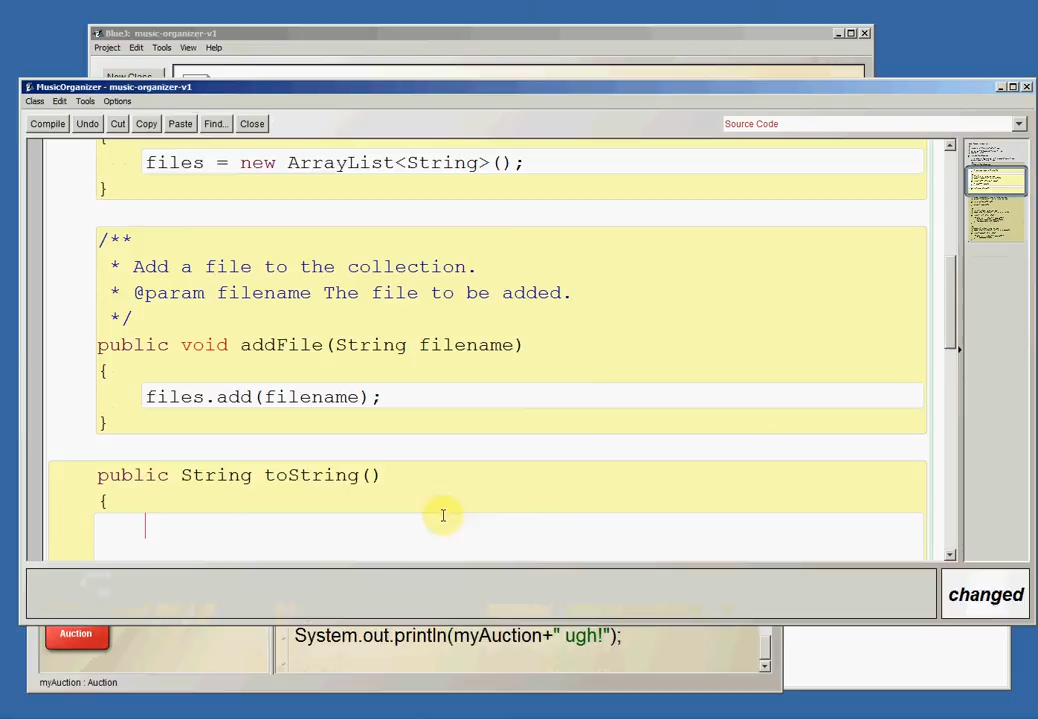 BlueJ: music-organizer-v1
Project Edit Tools View Help
New Class...
MusicOrganizer - music-organizer-v1
Class Edit Tools Options
Compile Undo Cut Copy Paste Find... Close Source Code
{
files = new ArrayList<String>();
}
/**
* Add a file to the collection.
* @param filename The file to be added.
*/
public void addFile(String filename)
{
files.add(filename);
}
public String toString()
{
changed
Auction
System.out.println(myAuction+" ugh!");
myAuction : Auction